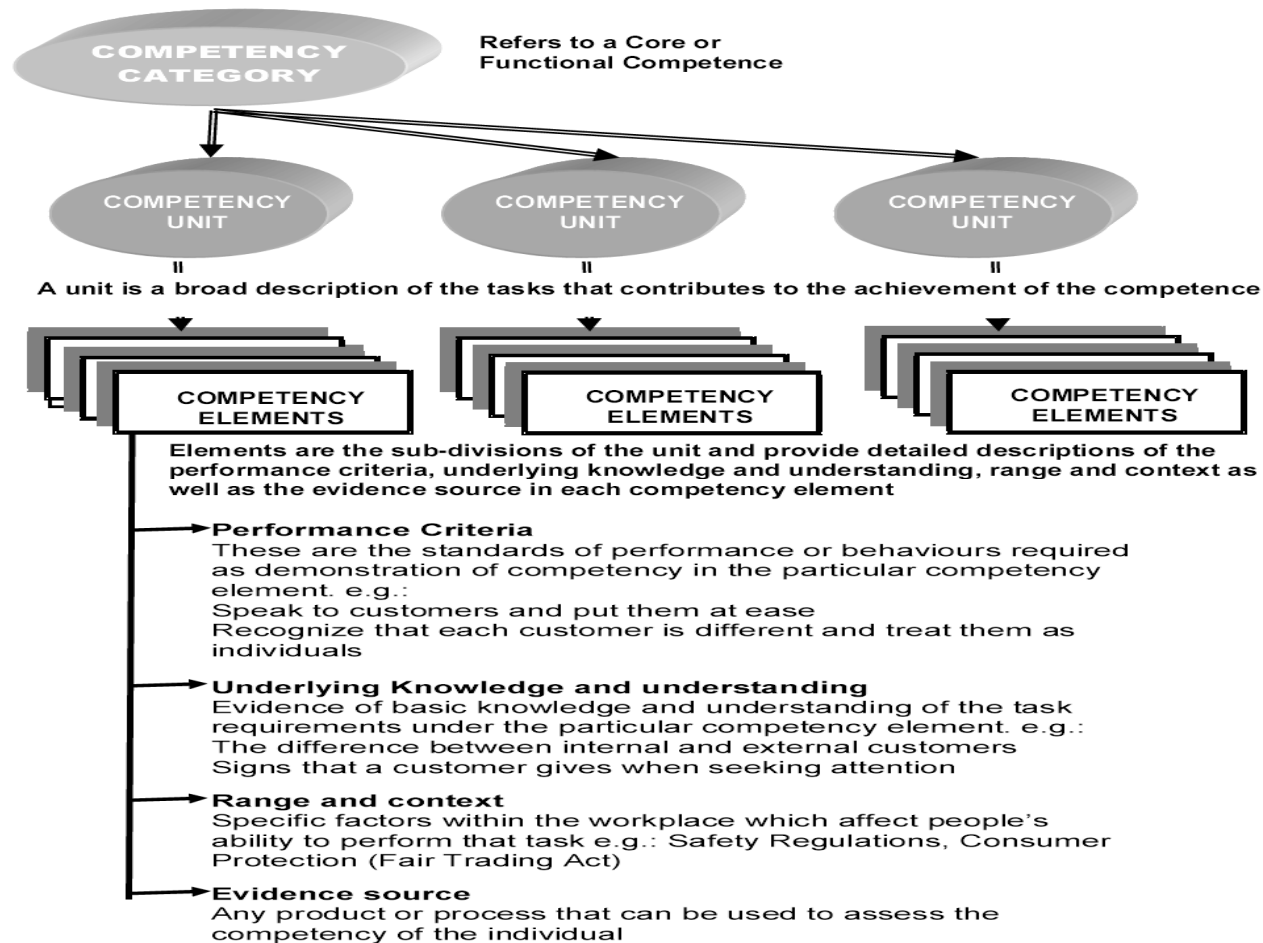 COMPETENCY
CATEGORY
Refers to a Core or
Functional Competence
COMPETENCY
UNIT
COMPETENCY
UNIT
COMPETENCY
UNIT
A unit is a broad description of the tasks that contributes to the achievement of the competence
COMPETENCY
ELEMENTS
COMPETENCY
ELEMENTS
COMPETENCY
ELEMENTS
Elements are the sub-divisions of the unit and provide detailed descriptions of the
performance criteria, underlying knowledge and understanding, range and context as
well as the evidence source in each competency element
Performance Criteria
These are the standards of performance or behaviours required
as demonstration of competency in the particular competency
element. e.g.:
Speak to customers and put them at ease
Recognize that each customer is different and treat them as
individuals
Underlying Knowledge and understanding
Evidence of basic knowledge and understanding of the task
requirements under the particular competency element. e.g.:
The difference between internal and external customers
Signs that a customer gives when seeking attention
Range and context
Specific factors within the workplace which affect people's
ability to perform that task e.g.: Safety Regulations, Consumer
Protection (Fair Trading Act)
Evidence source
Any product or process that can be used to assess the
competency of the individual